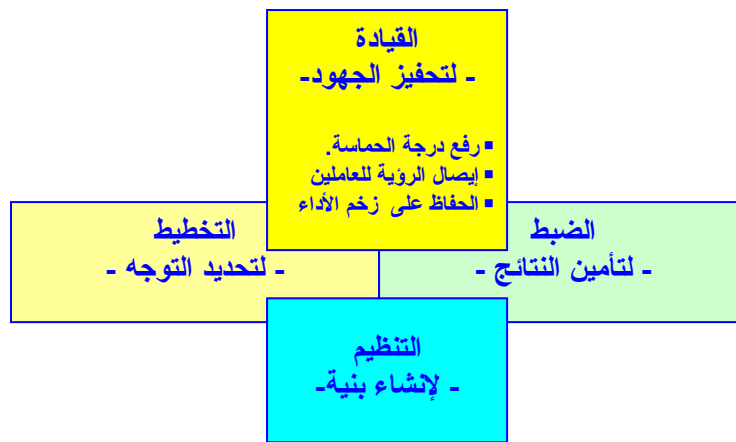 القيادة
- لتحفيز الجهود-
▪ رفع درجة الحماسة.
▪ إيصال الرؤية للعاملين
▪ الحفاظ على زخم الأداء
الضبط
- لتأمين النتائج -
التخطيط
- لتحديد التوجه -
التنظيم
- لإنشاء بنية-